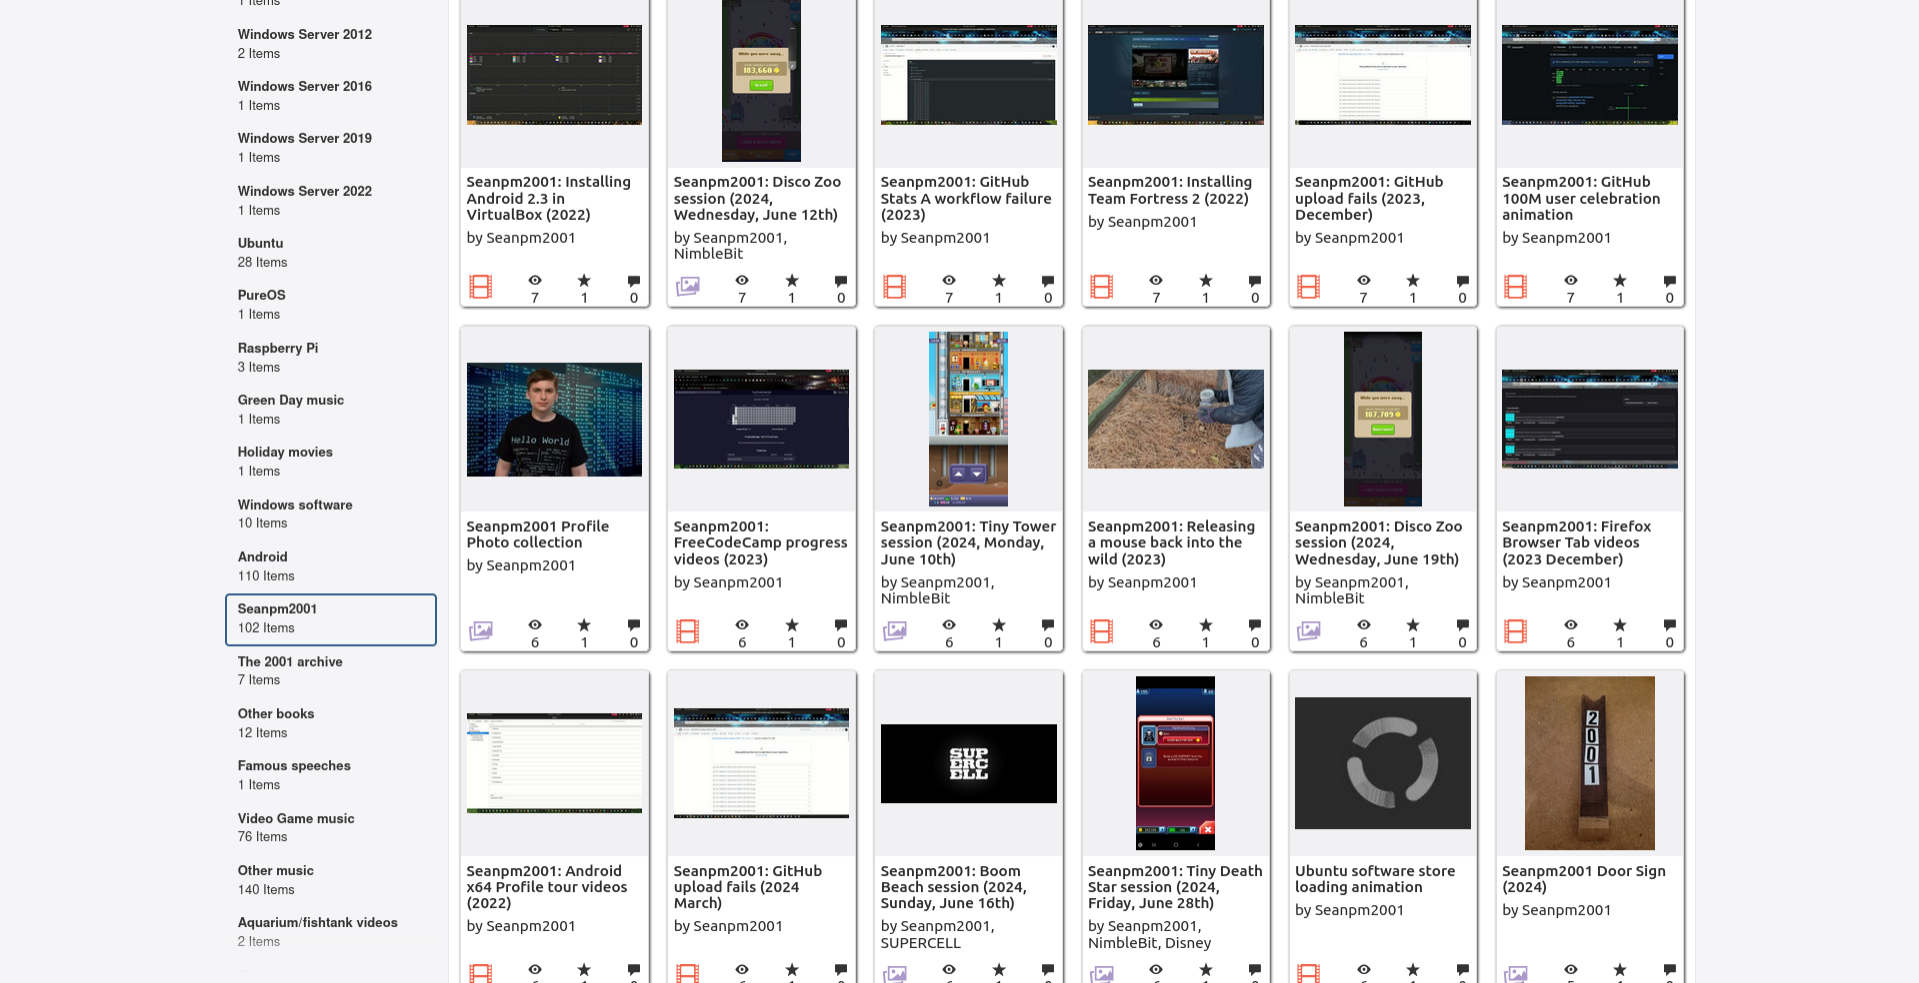 1 Items
Windows Server 2012
2 Items
Windows Server 2016
1 Items
Windows Server 2019
1 Items
Windows Server 2022
1 Items
Ubuntu
28 Items
PureOS
1 Items
Raspberry Pi
3 Items
Green Day music
1 Items
Holiday movies
1 Items
Windows software
10 Items
Android
110 Items
Seanpm2001
102 Items
The 2001 archive
7 Items
Other books
12 Items
Famous speeches
1 Items
Video Game music
76 Items
Other music
140 Items
Aquarium/fishtank videos
2 Items
Seanpm2001: Installing
Android 2.3 in
VirtualBox (2022)
by Seanpm2001
7 1 0
While you were away...
183,660
Seanpm2001: Disco Zoo
session (2024,
Wednesday, June 12th)
by Seanpm2001,
NimbleBit
7 1 0
Seanpm2001: GitHub
Stats A workflow failure
(2023)
by Seanpm2001
7 1 0
Seanpm2001: Installing
Team Fortress 2 (2022)
by Seanpm2001
7 1 0
Seanpm2001: GitHub
upload fails (2023,
December)
by Seanpm2001
7 1 0
Seanpm2001: GitHub
100M user celebration
animation
by Seanpm2001
7 1 0
Hello World
Seanpm2001 Profile
Photo collection
by Seanpm2001
6 1 0
Seanpm2001:
FreeCodeCamp progress
videos (2023)
by Seanpm2001
6 1 0
Seanpm2001: Tiny Tower
session (2024, Monday,
June 10th)
by Seanpm2001,
NimbleBit
6 1 0
Seanpm2001: Releasing
a mouse back into the
wild (2023)
by Seanpm2001
6 1 0
While you were away...
187,709
Seanpm2001: Disco Zoo
session (2024,
Wednesday, June 19th)
by Seanpm2001,
NimbleBit
6 1 0
Seanpm2001: Firefox
Browser Tab videos
(2023 December)
by Seanpm2001
6 1 0
Seanpm2001: Android
x64 Profile tour videos
(2022)
by Seanpm2001
Seanpm2001: GitHub
upload fails (2024
March)
by Seanpm2001
SUP
ERC
ELL
Seanpm2001: Boom
Beach session (2024,
Sunday, June 16th)
by Seanpm2001,
SUPERCELL
Seanpm2001: Tiny Death
Star session (2024,
Friday, June 28th)
by Seanpm2001,
NimbleBit, Disney
Ubuntu software store
loading animation
by Seanpm2001
2001
Seanpm2001 Door Sign
(2024)
by Seanpm2001